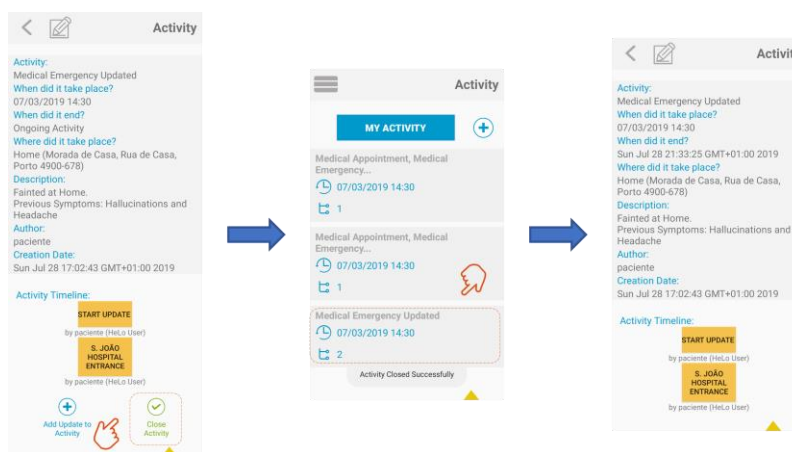 Activity
Activity:
Medical Emergency Updated
When did it take place?
07/03/2019 14:30
When did it end?
Ongoing Activity
Where did it take place?
Home (Morada de Casa, Rua de Casa,
Porto 4900-678)
Description:
Fainted at Home.
Previous Symptoms: Hallucinations and
Headache
Author:
paciente
Creation Date:
Sun Jul 28 17:02:43 GMT+01:00 2019
Activity Timeline:
START UPDATE
by paciente (HeLo User)
S. JOÃO
HOSPITAL
ENTRANCE
by paciente (HeLo User)
Add Update to
Activity
Close
Activity
Activity
MY ACTIVITY
Medical Appointment, Medical
Emergency...
07/03/2019 14:30
1
Medical Appointment, Medical
Emergency...
07/03/2019 14:30
1
Medical Emergency Updated
07/03/2019 14:30
2
Activity Closed Successfully
Activit
Activity:
Medical Emergency Updated
When did it take place?
07/03/2019 14:30
When did it end?
Sun Jul 28 21:33:25 GMT+01:00 2019
Where did it take place?
Home (Morada de Casa, Rua de Casa,
Porto 4900-678)
Description:
Fainted at Home.
Previous Symptoms: Hallucinations and
Headache
Author:
paciente
Creation Date:
Sun Jul 28 17:02:43 GMT+01:00 2019
Activity Timeline:
START UPDATE
by paciente (HeLo User)
S. JOÃO
HOSPITAL
ENTRANCE
by paciente (HeLo User)